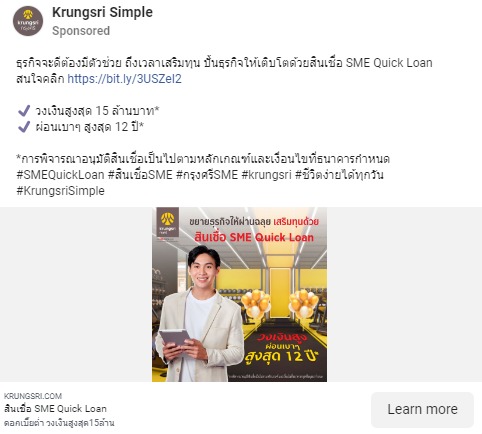 Krungsri Simple
Sponsored
krungsri
กรุงศรี
ธุรกิจจะดีต้องมีตัวช่วย ถึงเวลาเสริมทุน ปั้นธุรกิจให้เติบโตด้วยสินเชื่อ SME Quick Loan
สนใจคลิก https://bit.ly/3USZeI2
วงเงินสูงสุด 15 ล้านบาท*
ผ่อนเบาๆ สูงสุด 12 ปี*
*การพิจารณาอนุมัติสินเชื่อเป็นไปตามหลักเกณฑ์และเงื่อนไขที่ธนาคารกำหนด
#SMEQuickLoan #สินเชื่อSME #กรุงศรีSME #krungsri #ชีวิตง่ายได้ทุกวัน
#KrungsriSimple
krungsri
ขยายธุรกิจให้ผ่านฉลุย เสริมทุนด้วย
สินเชื่อ SME Quick Loan
วงเงินสูง
ผ่อนเบาๆ
สูงสุด 12 ปี*
KRUNGSRI.COM
สินเชื่อ SME Quick Loan
ดอกเบี้ยต่ำ วงเงินสูงสุด15ล้าน
Learn more